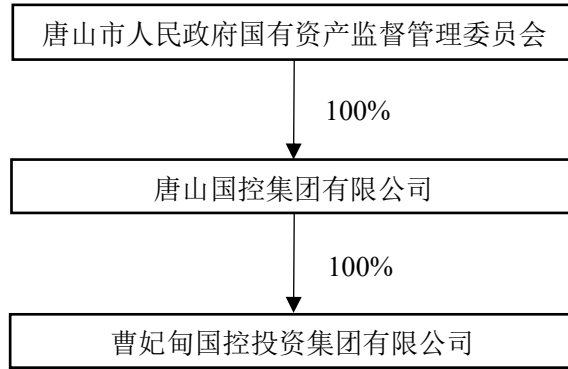 唐山市人民政府国有资产监督管理委员会
100%
唐山国控集团有限公司
100%
曹妃甸国控投资集团有限公司